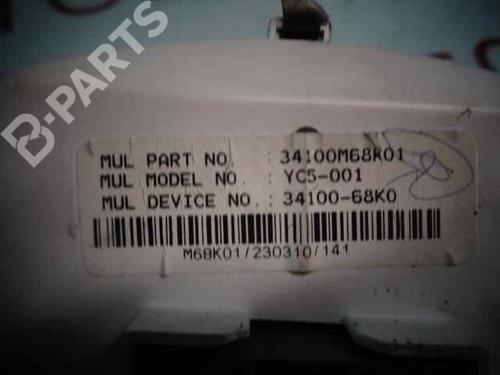 B-PARTS
MUL PART NO. : 34100M68K01
MUL MODEL NO. : YC5-001
MUL DEVICE NO. : 34100-68K0
M68K01/230310/141